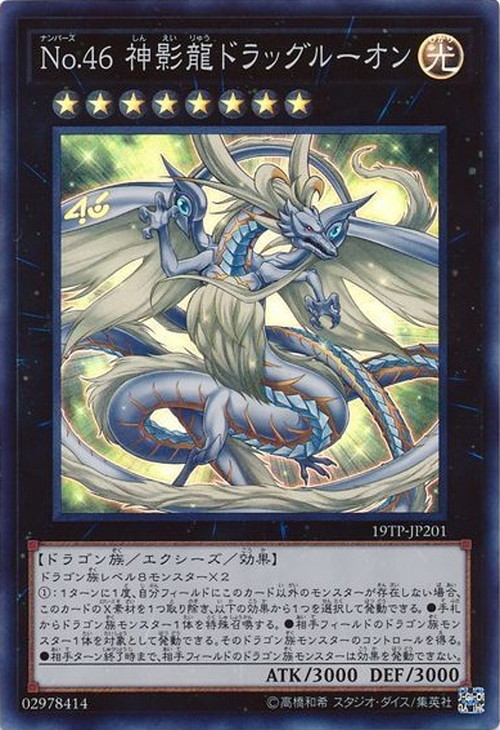 ナンバーズ しん えい りゅう
No.46 神影龍ドラッグルーオン
ひかり
光
46
19TP-JP201
【ドラゴン族/エクシーズ/効果】
ドラゴン族レベル8モンスター×2
①:1ターンに1度、自分フィールドにこのカード以外のモンスターが存在しない場合、
このカードのX素材を1つ取り除き、以下の効果から1つを選択して発動できる。●手札
からドラゴン族モンスター1体を特殊召喚する。●相手フィールドのドラゴン族モンス
ター1体を対象として発動できる。そのドラゴン族モンスターのコントロールを得る。
●相手ターン終了時まで、相手フィールドのドラゴン族モンスターは効果を発動できない。
ATK/3000 DEF/3000
02978414
©高橋和希 スタジオ・ダイス/集英社